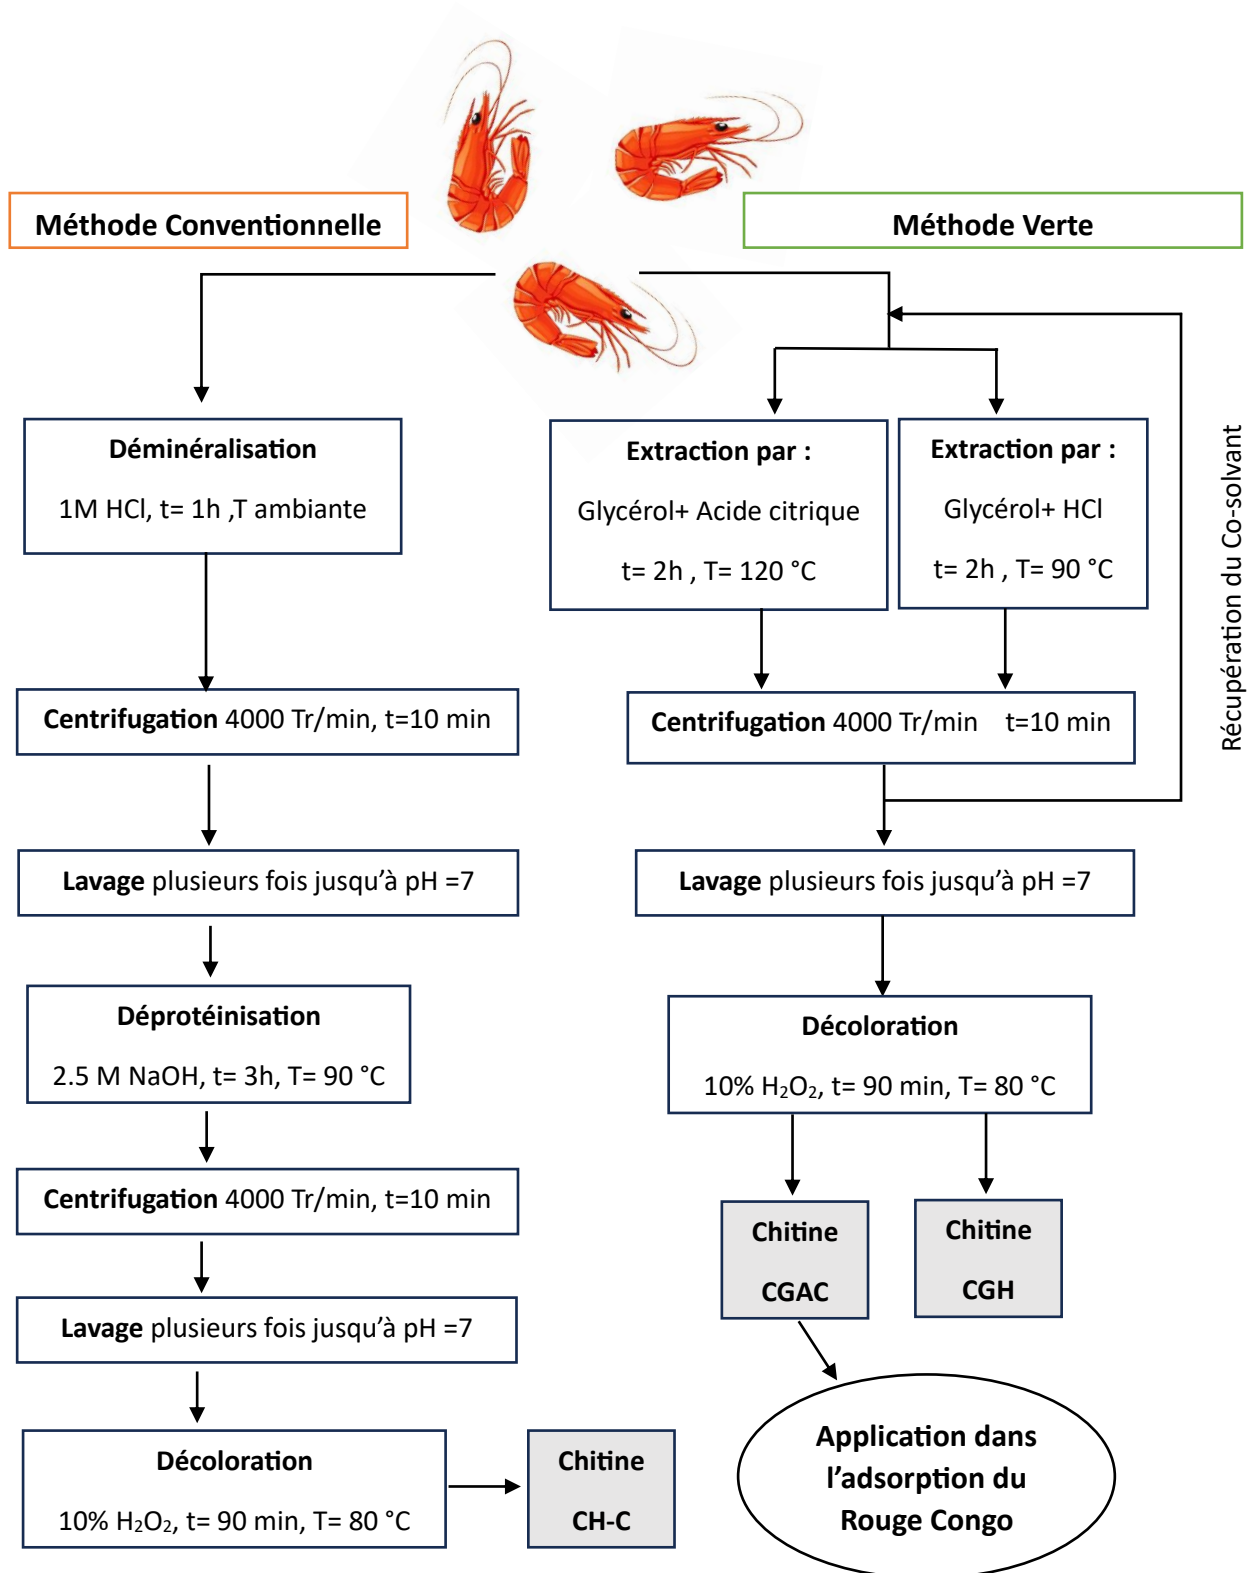 Méthode Conventionnelle
Déminéralisation
1M HCl, t= 1h ,T ambiante
Centrifugation 4000 Tr/min, t=10 min
Lavage plusieurs fois jusqu’à pH =7
Déprotéinisation
2.5 M NaOH, t= 3h, T= 90 °C
Centrifugation 4000 Tr/min, t=10 min
Lavage plusieurs fois jusqu’à pH =7
Décoloration
10% H₂O₂, t= 90 min, T= 80 °C
Chitine
CH-C
Méthode Verte
Extraction par :
Glycérol+ Acide citrique
t= 2h , T= 120 °C
Extraction par :
Glycérol+ HCl
t= 2h , T= 90 °C
Centrifugation 4000 Tr/min t=10 min
Récupération du Co-solvant
Lavage plusieurs fois jusqu’à pH =7
Décoloration
10% H₂O₂, t= 90 min, T= 80 °C
Chitine
CGAC
Chitine
CGH
Application dans
l’adsorption du
Rouge Congo